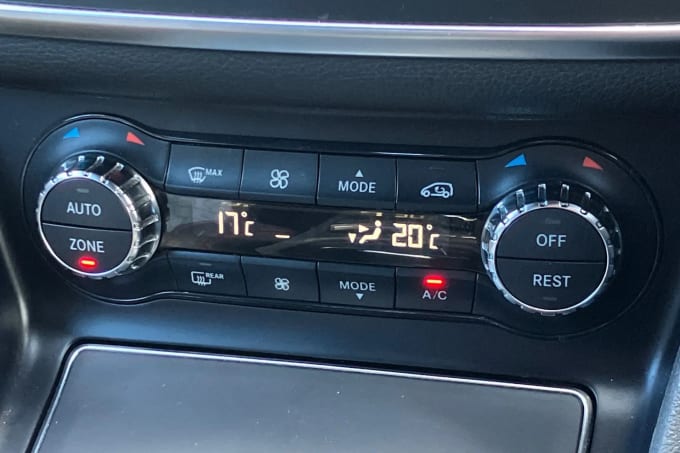 MAX
MODE
AUTO
ZONE
17°C
20°C
OFF
REST
REAR
MODE
A/C